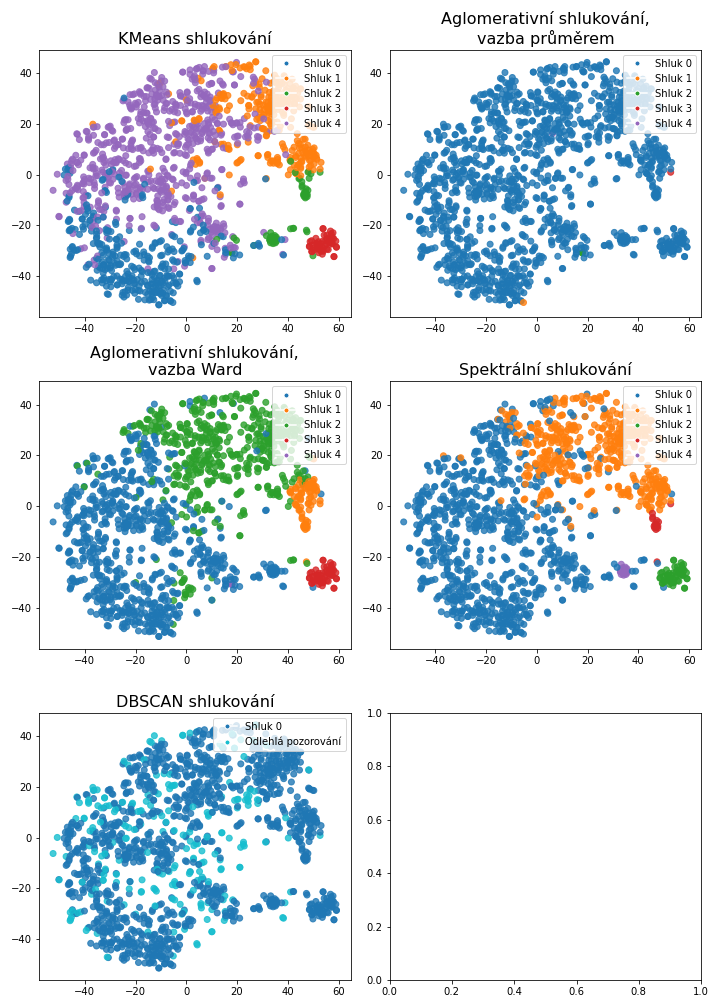 KMeans shlukování
Shluk 0
Shluk 1
Shluk 2
Shluk 3
Shluk 4
40
20
0
−20
−40
−40 −20 0 20 40 60
Aglomerativní shlukování,
vazba průměrem
Shluk 0
Shluk 1
Shluk 2
Shluk 3
Shluk 4
40
20
0
−20
−40
−40 −20 0 20 40 60
Aglomerativní shlukování,
vazba Ward
Shluk 0
Shluk 1
Shluk 2
Shluk 3
Shluk 4
40
20
0
−20
−40
−40 −20 0 20 40 60
Spektrální shlukování
Shluk 0
Shluk 1
Shluk 2
Shluk 3
Shluk 4
40
20
0
−20
−40
−40 −20 0 20 40 60
DBSCAN shlukování
Shluk 0
Odlehlá pozorování
40
20
0
−20
−40
−40 −20 0 20 40 60
1.0
0.8
0.6
0.4
0.2
0.0
0.0 0.2 0.4 0.6 0.8 1.0